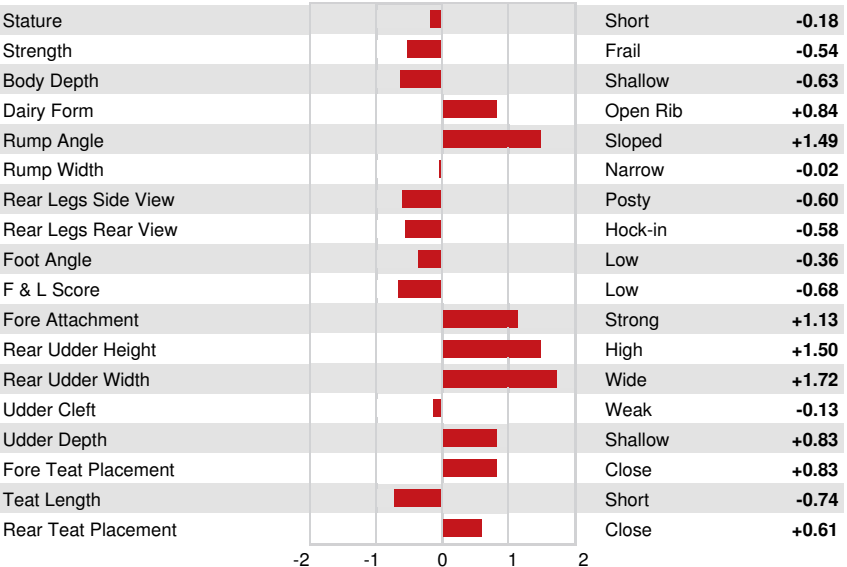 Stature Short -0.18
Strength Frail -0.54
Body Depth Shallow -0.63
Dairy Form Open Rib +0.84
Rump Angle Sloped +1.49
Rump Width Narrow -0.02
Rear Legs Side View Posty -0.60
Rear Legs Rear View Hock-in -0.58
Foot Angle Low -0.36
F & L Score Low -0.68
Fore Attachment Strong +1.13
Rear Udder Height High +1.50
Rear Udder Width Wide +1.72
Udder Cleft Weak -0.13
Udder Depth Shallow +0.83
Fore Teat Placement Close +0.83
Teat Length Short -0.74
Rear Teat Placement Close +0.61
-2 -1 0 1 2